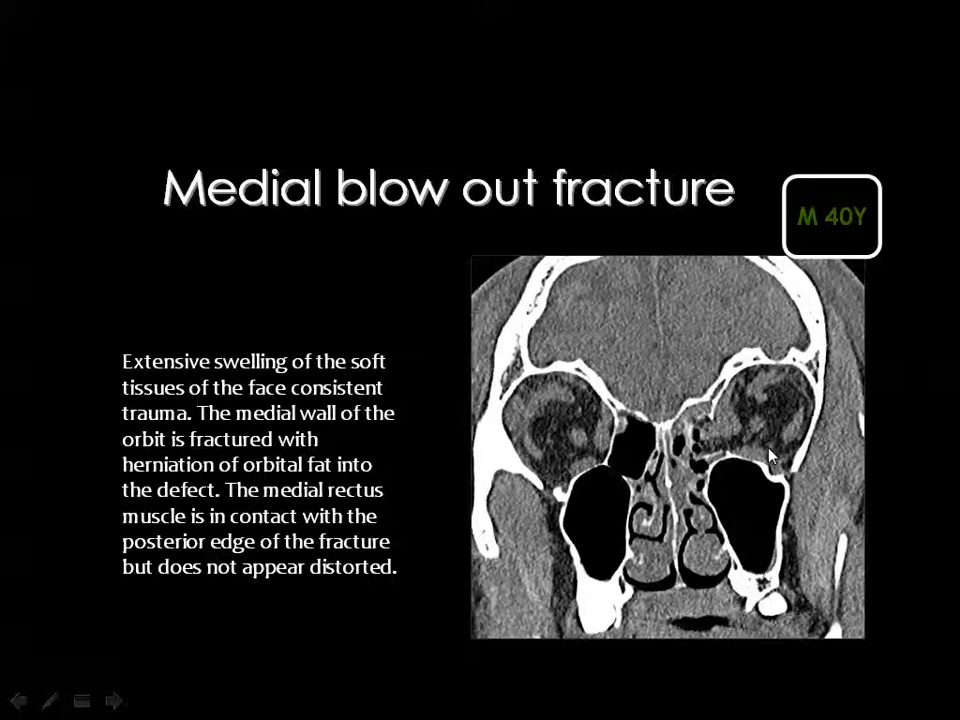 Medial blow out fracture
M 40Y
Extensive swelling of the soft
tissues of the face consistent
trauma. The medial wall of the
orbit is fractured with
herniation of orbital fat into
the defect. The medial rectus
muscle is in contact with the
posterior edge of the fracture
but does not appear distorted.